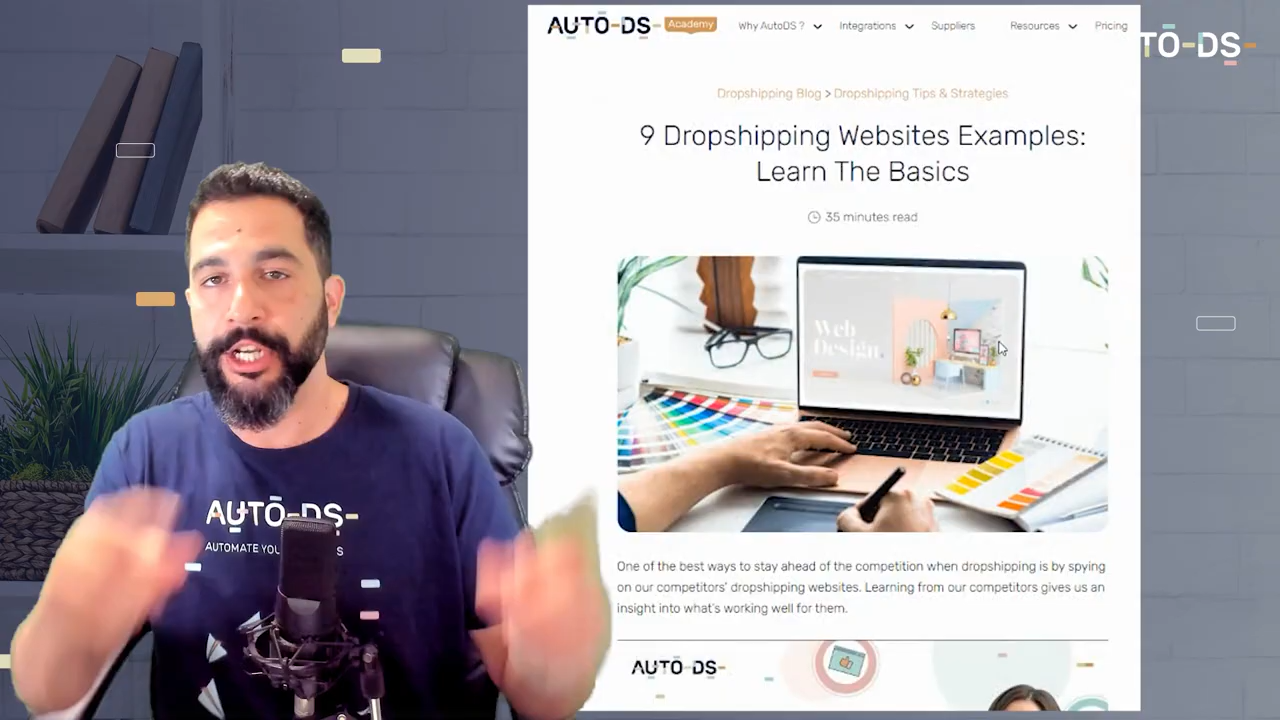 AUTO-DS
Academy
Why AutoDS ?
Integrations
Suppliers
Resources
Pricing
TO-DS
Dropshipping Blog > Dropshipping Tips & Strategies
9 Dropshipping Websites Examples:
Learn The Basics
35 minutes read
Web
Design
One of the best ways to stay ahead of the competition when dropshipping is by spying
on our competitors' dropshipping websites. Learning from our competitors gives us an
insight into what's working well for them.
AUTO-DS
AUTO-DS
AUTOMATE YOU
S